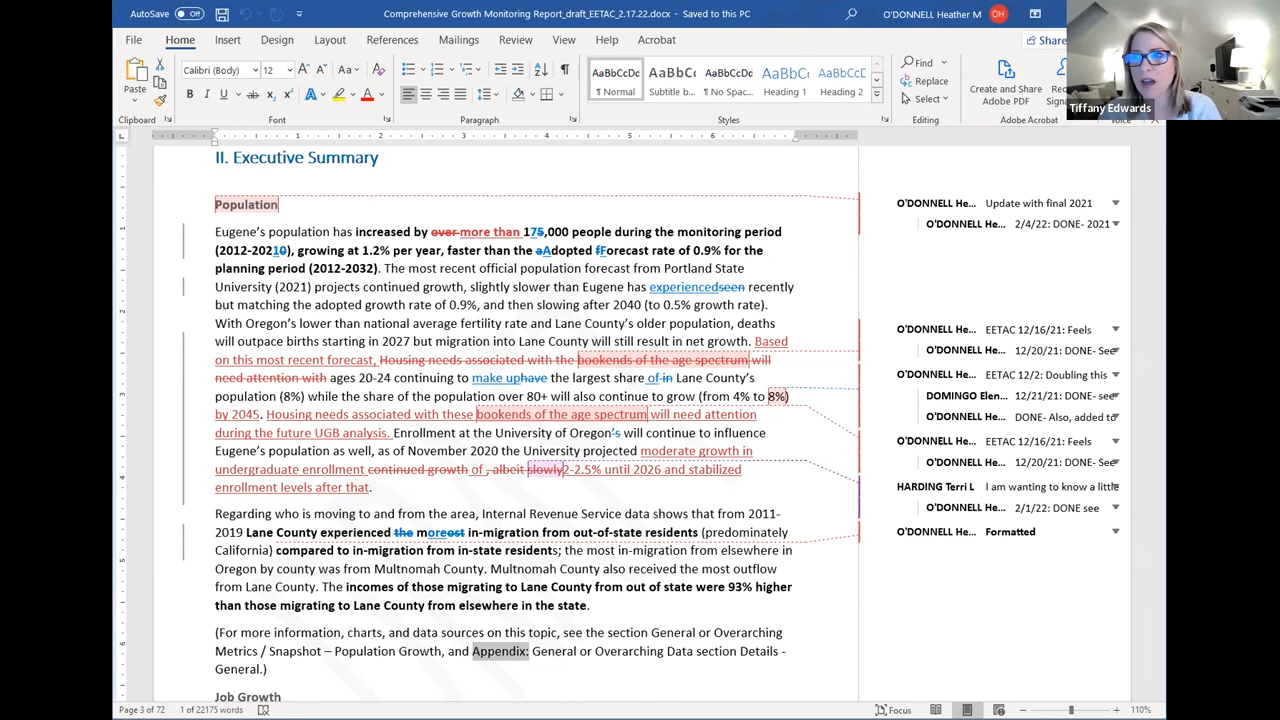 AutoSave Off Comprehensive Growth Monitoring Report_draft_EETAC_2.17.22.docx - Saved to this PC O'DONNELL Heather M OH
File Home Insert Design Layout References Mailings Review View Help Acrobat Share
Paste Calibri (Body) 12 A A Aa A
B I U ab x2 x2 A A
AaBbCcDd AaBbCc AaBbCcDd AaBbC AaBbCcD
¶ Normal Subtitle b... ¶ No Spac... Heading 1 Heading 2
Find
Replace
Select
Create and Share
Adobe PDF
Clipboard Font Paragraph Styles Editing Adobe Acrobat Voice
Tiffany Edwards
1 2 3 4 5 6
II. Executive Summary
Population
Eugene's population has increased by over more than 175,000 people during the monitoring period
(2012-20210), growing at 1.2% per year, faster than the aAdopted fForecast rate of 0.9% for the
planning period (2012-2032). The most recent official population forecast from Portland State
University (2021) projects continued growth, slightly slower than Eugene has experiencedseen recently
but matching the adopted growth rate of 0.9%, and then slowing after 2040 (to 0.5% growth rate).
With Oregon's lower than national average fertility rate and Lane County's older population, deaths
will outpace births starting in 2027 but migration into Lane County will still result in net growth. Based
on this most recent forecast, Housing needs associated with the bookends of the age spectrum will
need attention with ages 20-24 continuing to make uphave the largest share of in Lane County's
population (8%) while the share of the population over 80+ will also continue to grow (from 4% to 8%)
by 2045. Housing needs associated with these bookends of the age spectrum will need attention
during the future UGB analysis. Enrollment at the University of Oregon's will continue to influence
Eugene's population as well, as of November 2020 the University projected moderate growth in
undergraduate enrollment continued growth of , albeit slowly2-2.5% until 2026 and stabilized
enrollment levels after that.
Regarding who is moving to and from the area, Internal Revenue Service data shows that from 2011-
2019 Lane County experienced the moreost in-migration from out-of-state residents (predominately
California) compared to in-migration from in-state residents; the most in-migration from elsewhere in
Oregon by county was from Multnomah County. Multnomah County also received the most outflow
from Lane County. The incomes of those migrating to Lane County from out of state were 93% higher
than those migrating to Lane County from elsewhere in the state.
(For more information, charts, and data sources on this topic, see the section General or Overarching
Metrics / Snapshot – Population Growth, and Appendix: General or Overarching Data section Details -
General.)
Job Growth
O'DONNELL He... Update with final 2021
O'DONNELL He... 2/4/22: DONE- 2021
O'DONNELL He... EETAC 12/16/21: Feels
O'DONNELL He... 12/20/21: DONE- See
O'DONNELL He... EETAC 12/2: Doubling this
DOMINGO Elen...
O'DONNELL He... DONE- Also, added to
O'DONNELL He... EETAC 12/16/21: Feels
O'DONNELL He... 12/20/21: DONE- See
HARDING Terri L I am wanting to know a little
O'DONNELL He... 2/1/22: DONE see
O'DONNELL He... Formatted
Page 3 of 72 1 of 22175 words Focus 110%